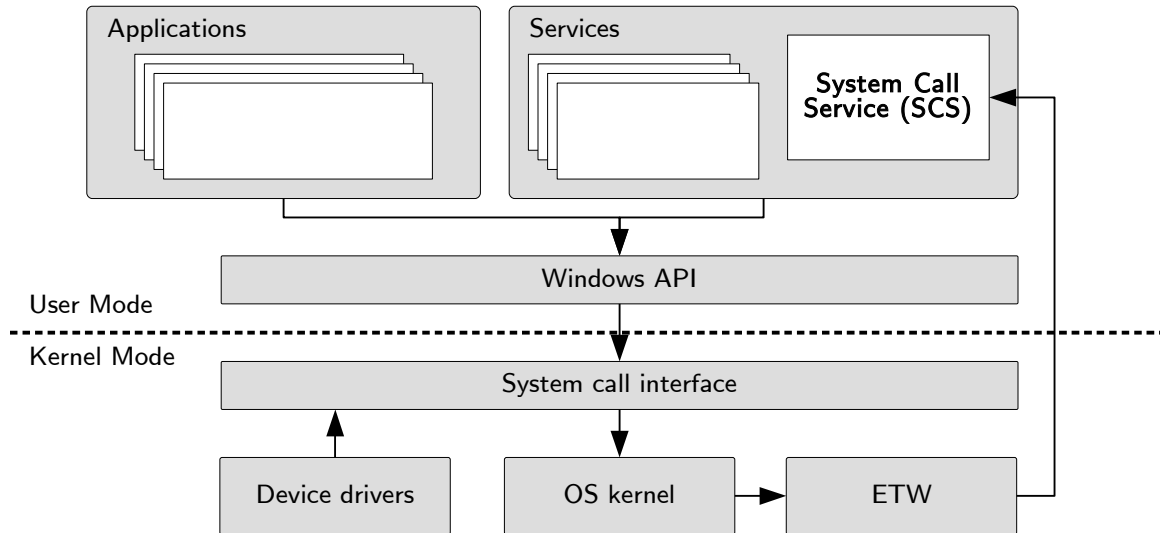 Applications
Services
System Call
Service (SCS)
Windows API
User Mode
Kernel Mode
System call interface
Device drivers
OS kernel
ETW